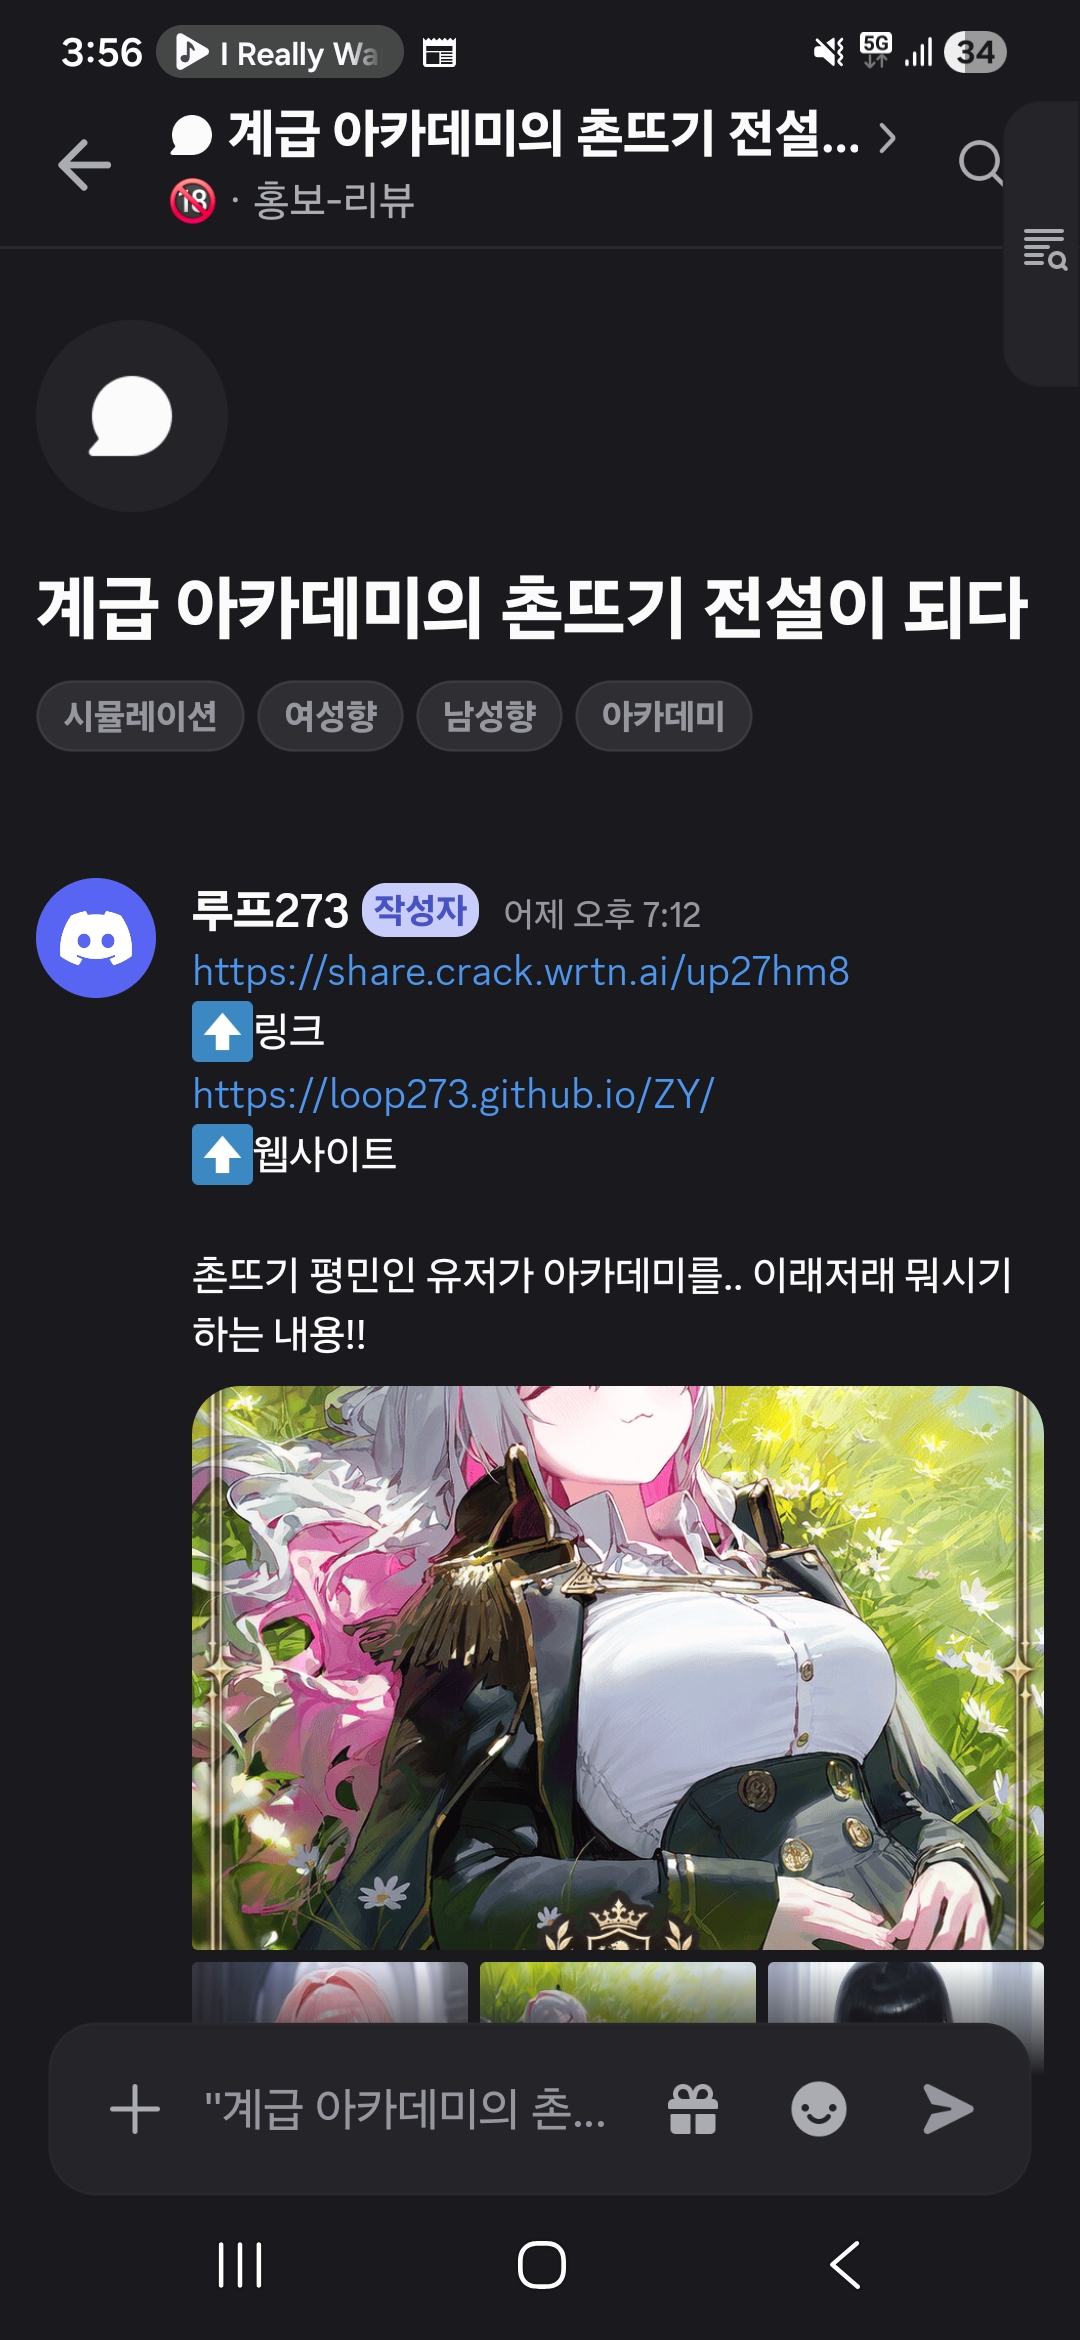 3:56 I Really Wa 5G 34
계급 아카데미의 촌뜨기 전설...
18 · 홍보-리뷰
계급 아카데미의 촌뜨기 전설이 되다
시뮬레이션 여성향 남성향 아카데미
루프273 작성자 어제 오후 7:12
https://share.crack.wrtn.ai/up27hm8
링크
https://loop273.github.io/ZY/
웹사이트
촌뜨기 평민인 유저가 아카데미를.. 이래저래 뭐시기
하는 내용!!
"계급 아카데미의 촌...